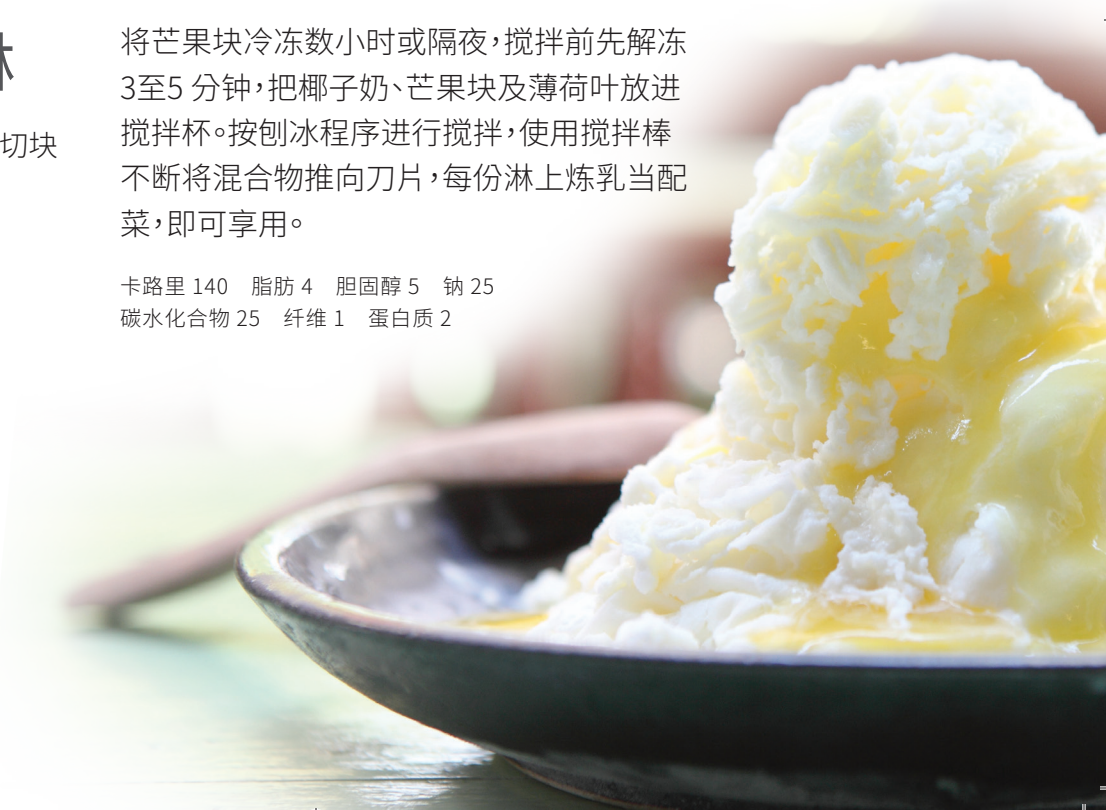 淋
切块
将芒果块冷冻数小时或隔夜，搅拌前先解冻
3至5 分钟，把椰子奶、芒果块及薄荷叶放进
搅拌杯。按刨冰程序进行搅拌，使用搅拌棒
不断将混合物推向刀片，每份淋上炼乳当配
菜，即可享用。
卡路里 140 脂肪 4 胆固醇 5 钠 25
碳水化合物 25 纤维 1 蛋白质 2